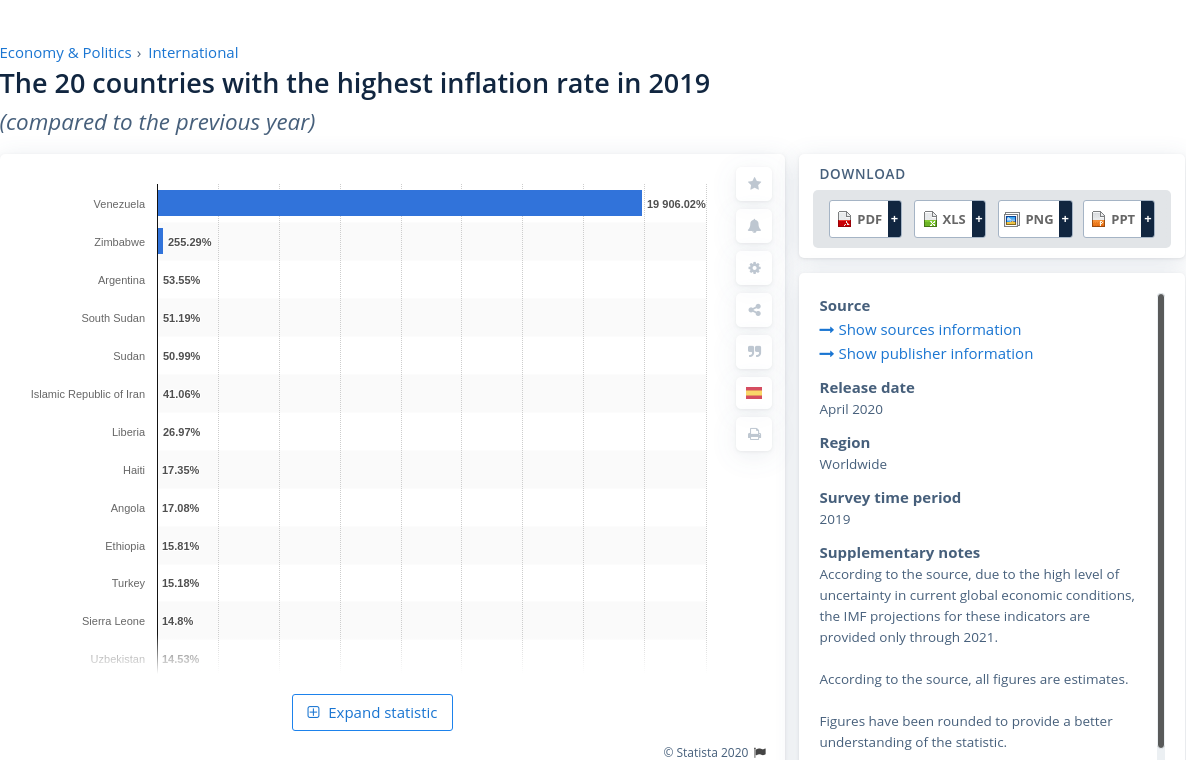 Economy & Politics › International
The 20 countries with the highest inflation rate in 2019
(compared to the previous year)
Venezuela 19 906.02%
Zimbabwe 255.29%
Argentina 53.55%
South Sudan 51.19%
Sudan 50.99%
Islamic Republic of Iran 41.06%
Liberia 26.97%
Haiti 17.35%
Angola 17.08%
Ethiopia 15.81%
Turkey 15.18%
Sierra Leone 14.8%
Uzbekistan 14.53%
Expand statistic
© Statista 2020
DOWNLOAD
PDF + XLS + PNG + PPT +
Source
Show sources information
Show publisher information
Release date
April 2020
Region
Worldwide
Survey time period
2019
Supplementary notes
According to the source, due to the high level of
uncertainty in current global economic conditions,
the IMF projections for these indicators are
provided only through 2021.
According to the source, all figures are estimates.
Figures have been rounded to provide a better
understanding of the statistic.